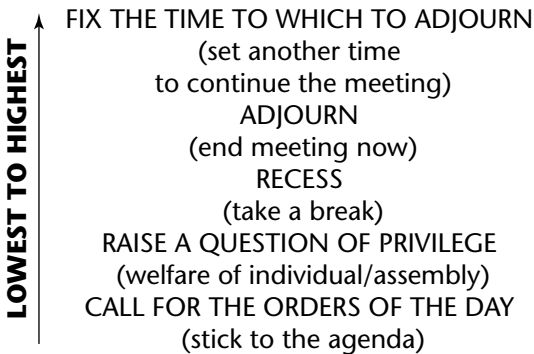 LOWEST TO HIGHEST
FIX THE TIME TO WHICH TO ADJOURN
(set another time
to continue the meeting)
ADJOURN
(end meeting now)
RECESS
(take a break)
RAISE A QUESTION OF PRIVILEGE
(welfare of individual/assembly)
CALL FOR THE ORDERS OF THE DAY
(stick to the agenda)